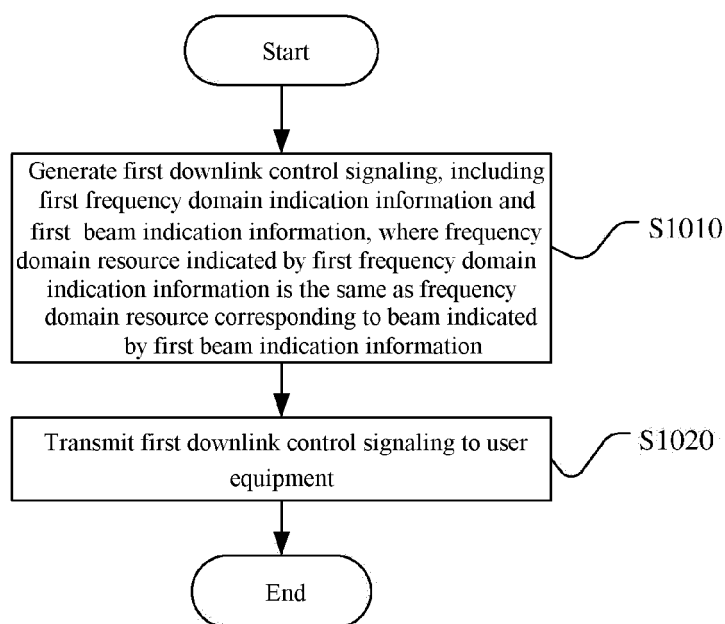 Start
Generate first downlink control signaling, including
first frequency domain indication information and
first beam indication information, where frequency
domain resource indicated by first frequency domain
indication information is the same as frequency
domain resource corresponding to beam indicated
by first beam indication information
S1010
Transmit first downlink control signaling to user
equipment
S1020
End